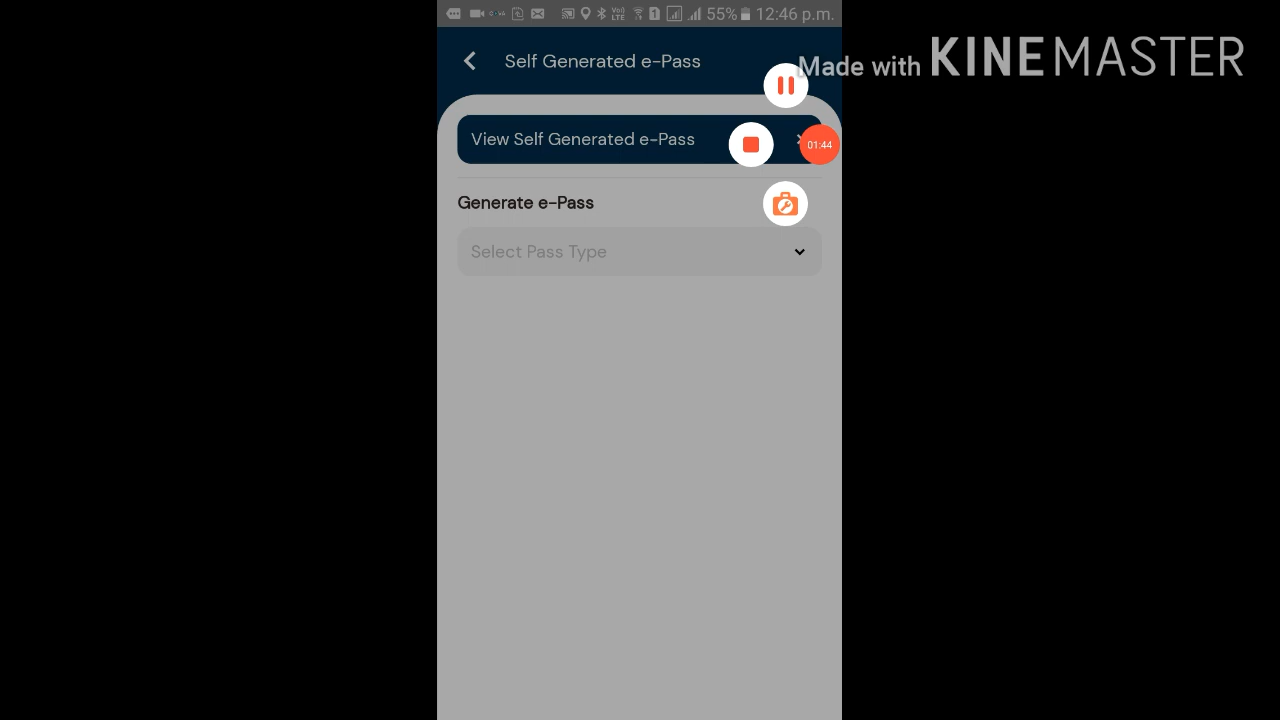 55% 12:46 p.m.
Self Generated e-Pass
Made with KINEMASTER
View Self Generated e-Pass
01:44
Generate e-Pass
Select Pass Type